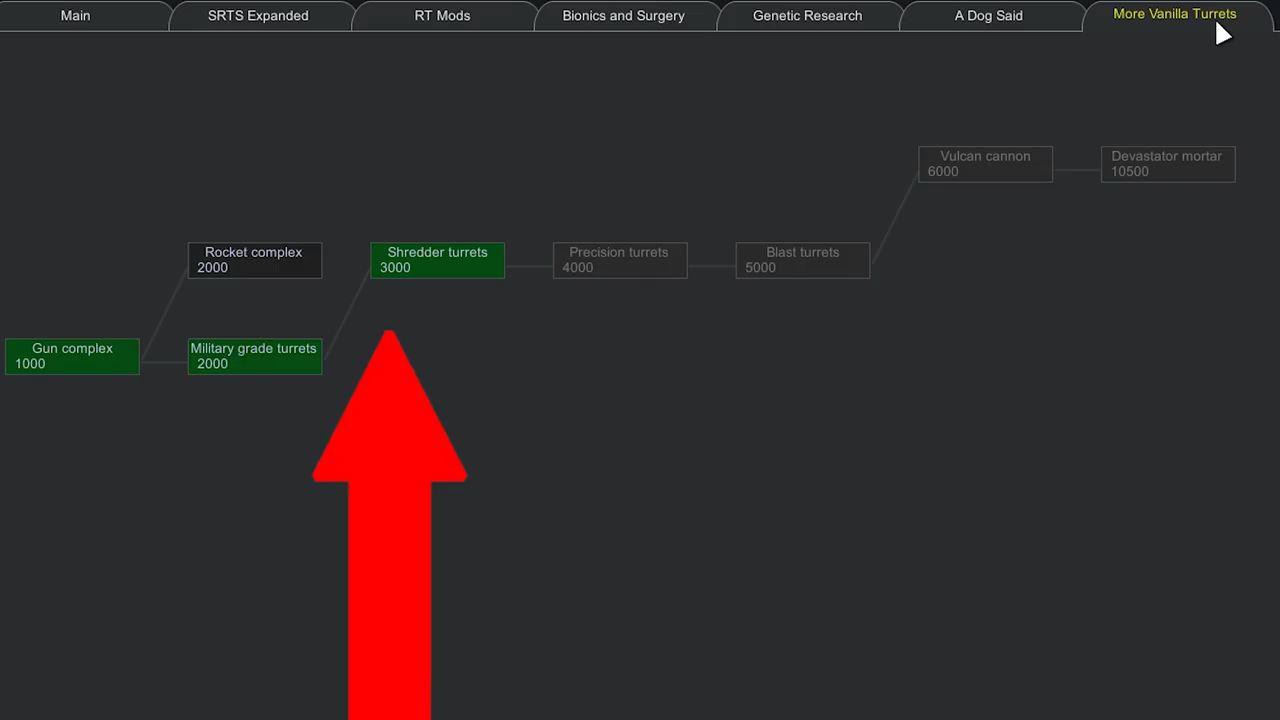 Main
SRTS Expanded
RT Mods
Bionics and Surgery
Genetic Research
A Dog Said
More Vanilla Turrets
Vulcan cannon
6000
Devastator mortar
10500
Rocket complex
2000
Shredder turrets
3000
Precision turrets
4000
Blast turrets
5000
Gun complex
1000
Military grade turrets
2000